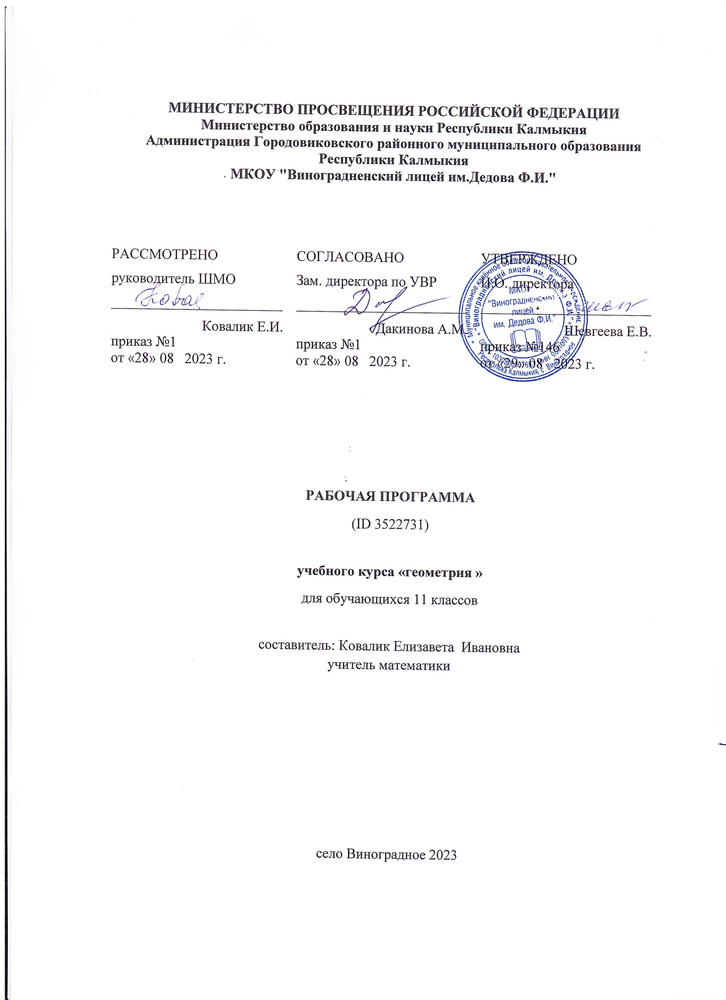 МИНИСТЕРСТВО ПРОСВЕЩЕНИЯ РОССИЙСКОЙ ФЕДЕРАЦИИ
Министерство образования и науки Республики Калмыкия
Администрация Городовиковского районного муниципального образования
Республики Калмыкия
МКОУ "Виноградненский лицей им.Дедова Ф.И."
РАССМОТРЕНО
руководитель ШМО
Ковалик Е.И.
приказ №1
от «28» 08 2023 г.
СОГЛАСОВАНО
Зам. директора по УВР
Дакинова А.М.
приказ №1
от «28» 08 2023 г.
УТВЕРЖДЕНО
И.О. директора
Шевгеева Е.В.
приказ №146
от «29» 08 2023 г.
* Муниципальное казённое общеобразовательное учреждение *
"Виноградненский лицей им. Дедова Ф.И." *
Республика Калмыкия, с Виноградное
МКОУ
"Виноградненский
лицей
им. Дедова Ф.И."
РАБОЧАЯ ПРОГРАММА
(ID 3522731)
учебного курса «геометрия »
для обучающихся 11 классов
составитель: Ковалик Елизавета Ивановна
учитель математики
село Виноградное 2023